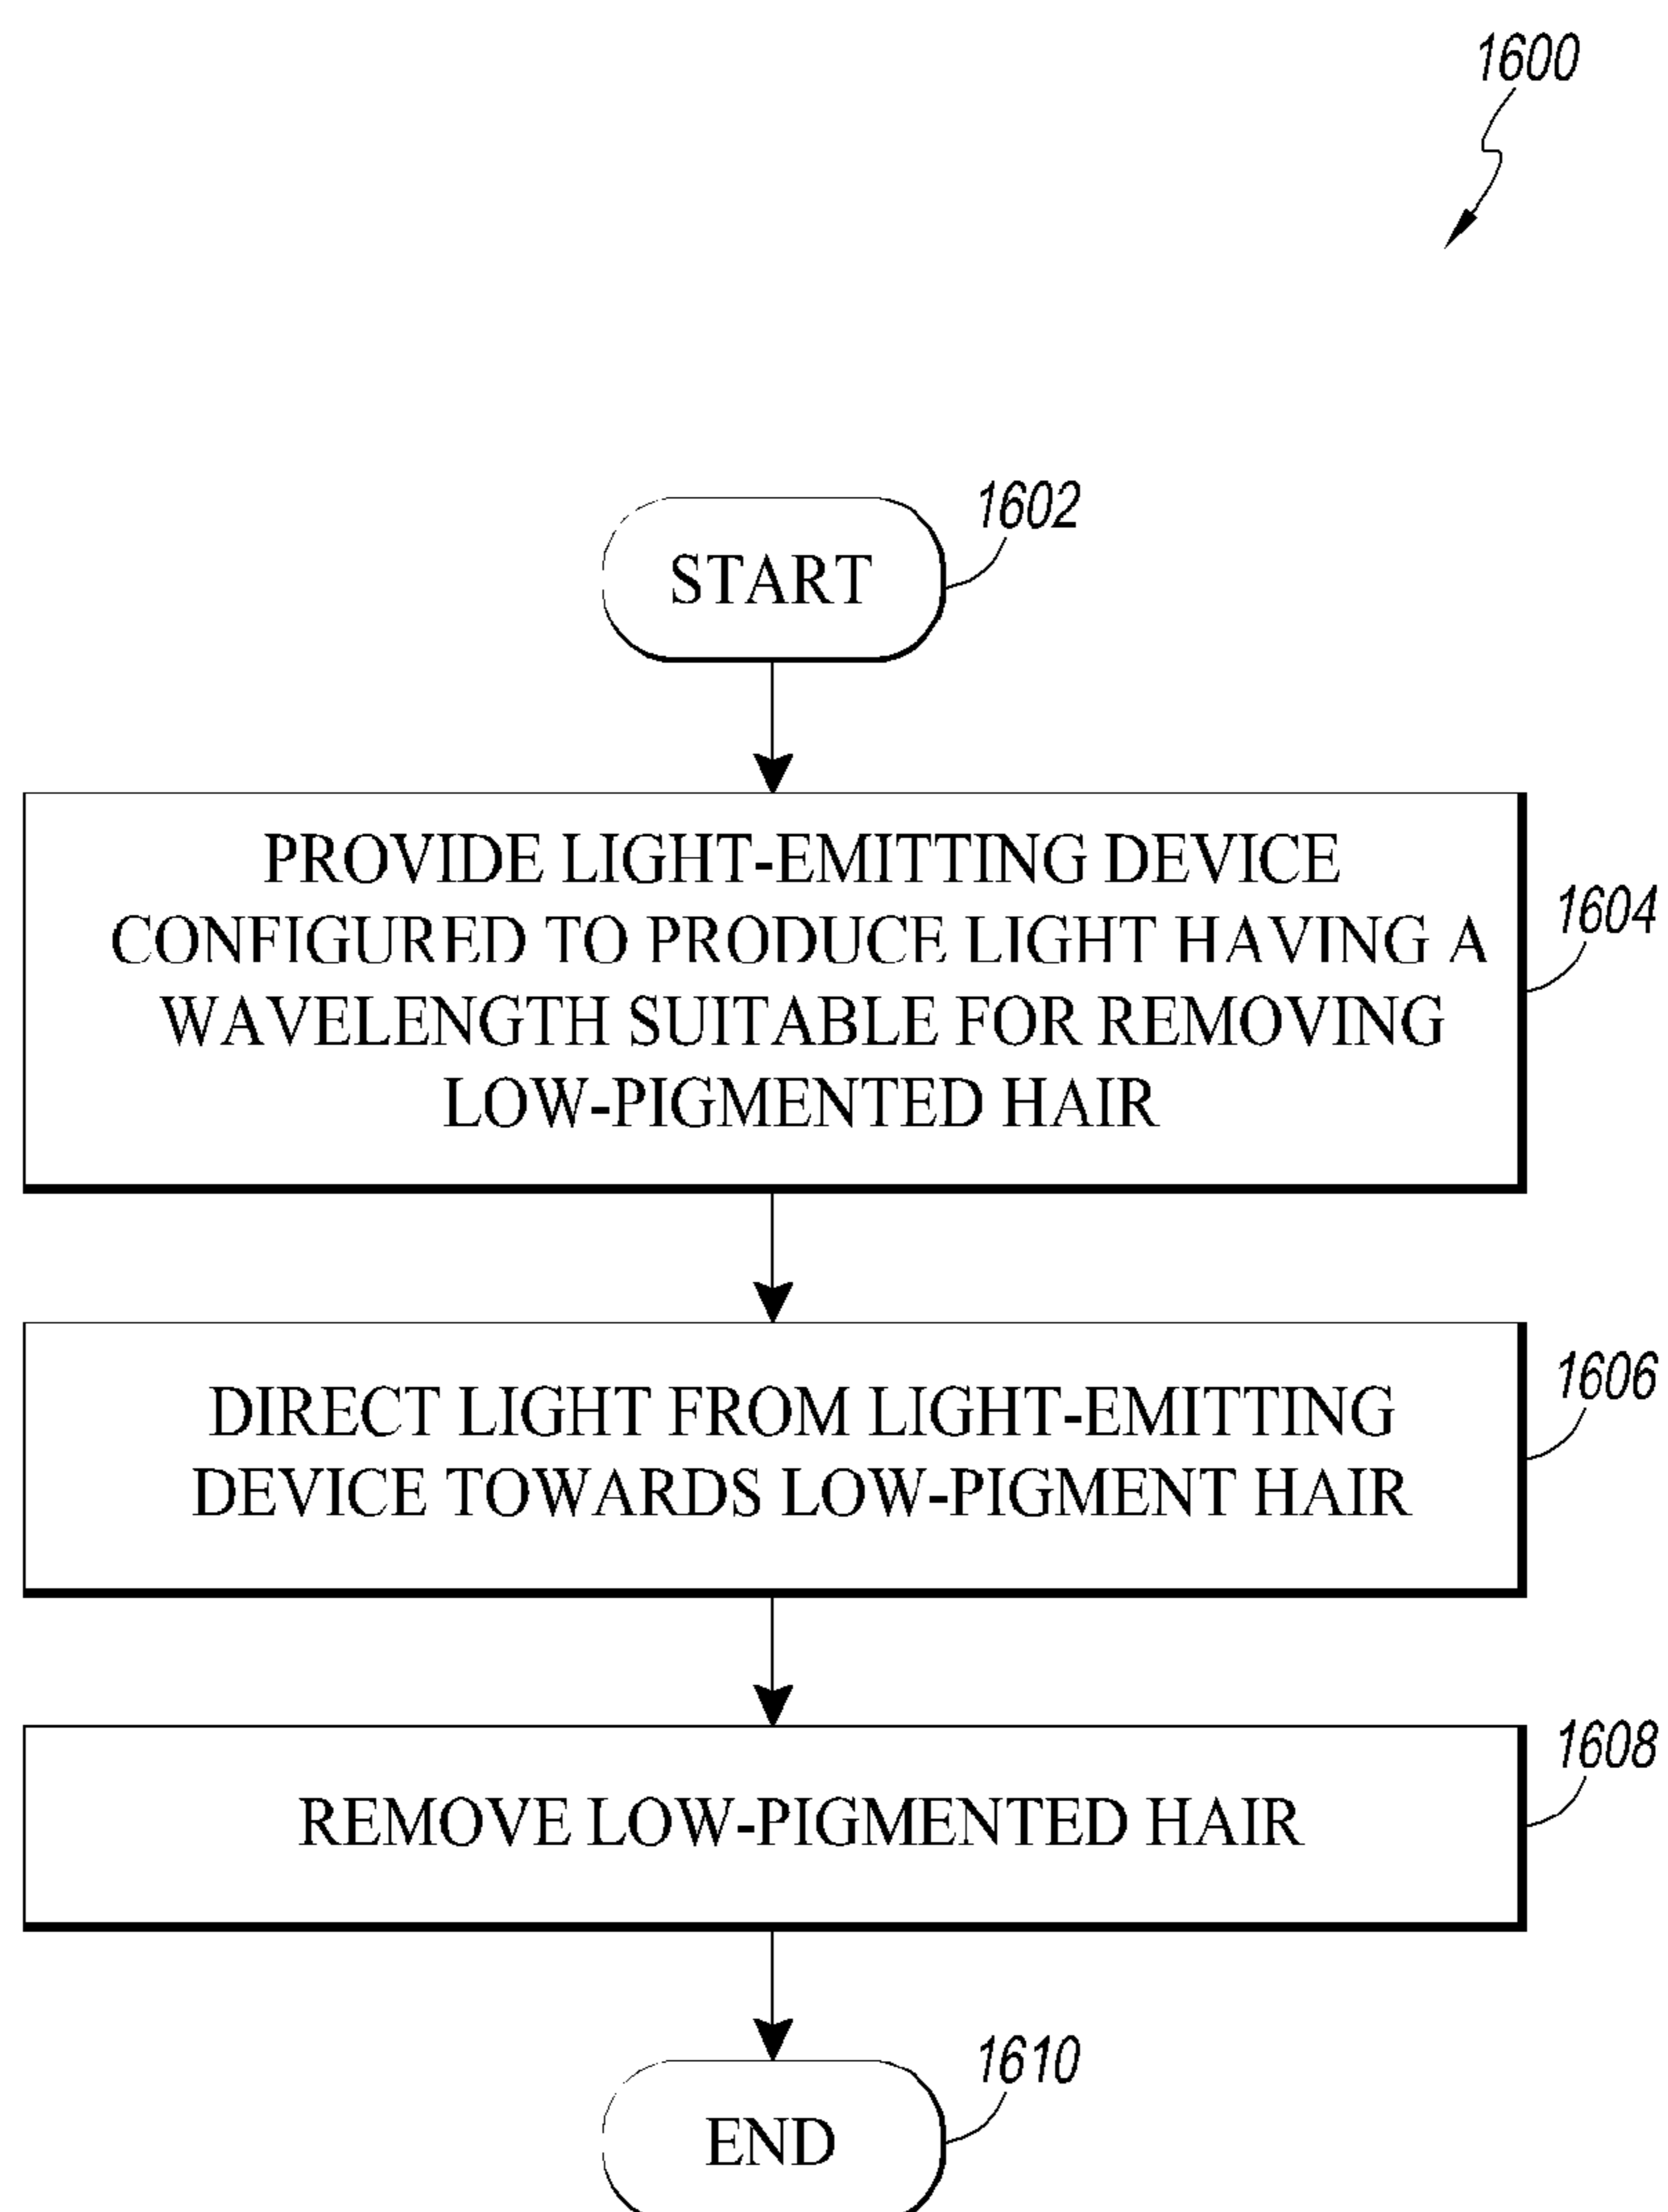 1600
1602
START
PROVIDE LIGHT-EMITTING DEVICE
CONFIGURED TO PRODUCE LIGHT HAVING A
WAVELENGTH SUITABLE FOR REMOVING
LOW-PIGMENTED HAIR
1604
DIRECT LIGHT FROM LIGHT-EMITTING
DEVICE TOWARDS LOW-PIGMENT HAIR
1606
REMOVE LOW-PIGMENTED HAIR
1608
1610
END